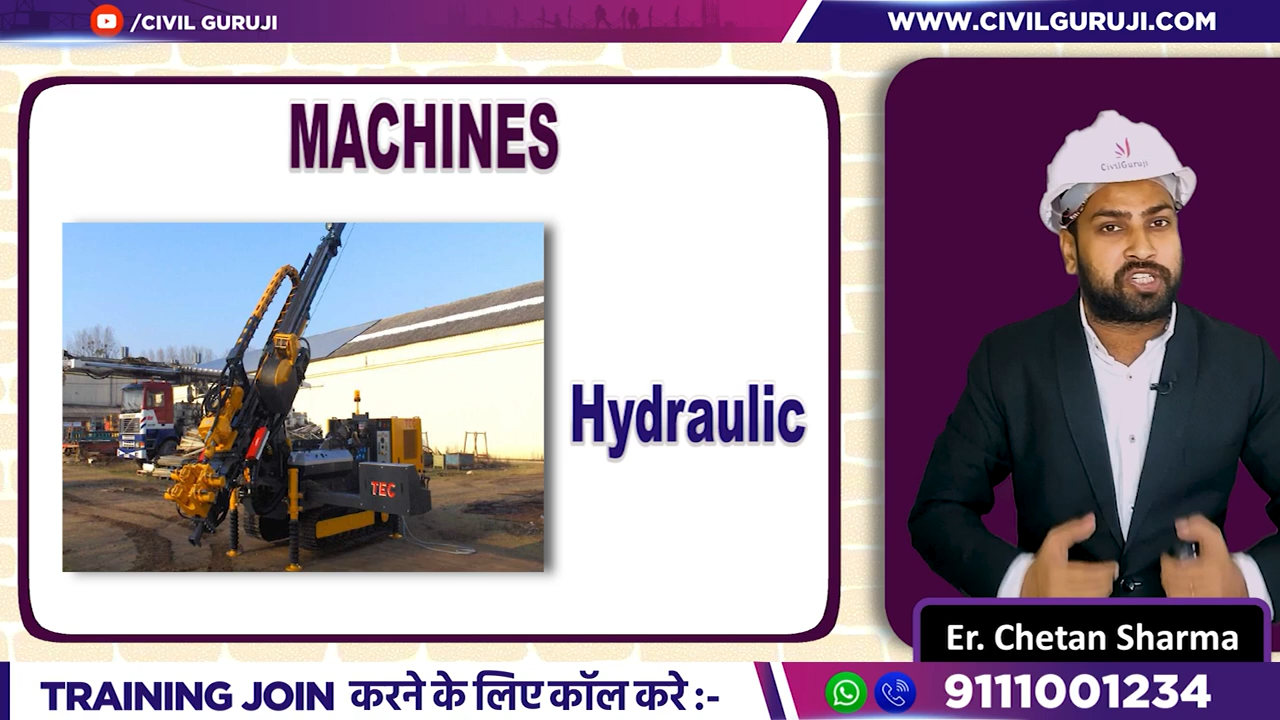 /CIVIL GURUJI
WWW.CIVILGURUJI.COM
MACHINES
CivilGuruji
TEC
Hydraulic
Er. Chetan Sharma
TRAINING JOIN करने के लिए कॉल करे :-
9111001234